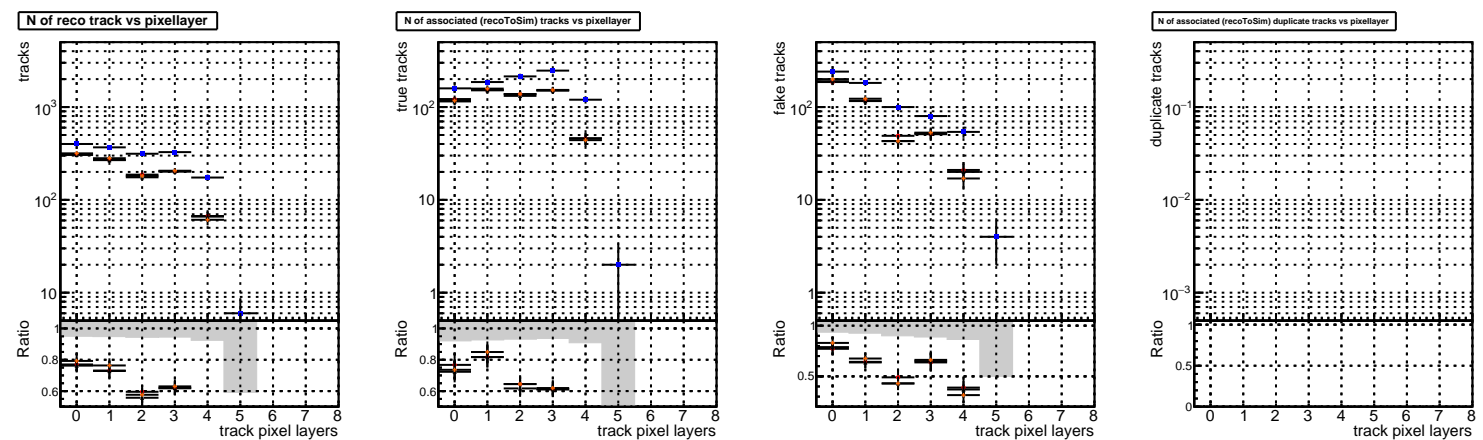 N of reco track vs pixellayer
tracks
10³
10²
10
Ratio
1
0.8
0.6
0 1 2 3 4 5 6 7 8
track pixel layers
N of associated (recoToSim) tracks vs pixellayer
true tracks
10²
10
1
Ratio
1
0.8
0.6
0 1 2 3 4 5 6 7 8
track pixel layers
fake tracks
10²
10
1
Ratio
1
0.5
0 1 2 3 4 5 6 7 8
track pixel layers
N of associated (recoToSim) duplicate tracks vs pixellayer
duplicate tracks
10⁻¹
10⁻²
10⁻³
Ratio
1
0.5
0
0 1 2 3 4 5 6 7 8
track pixel layers